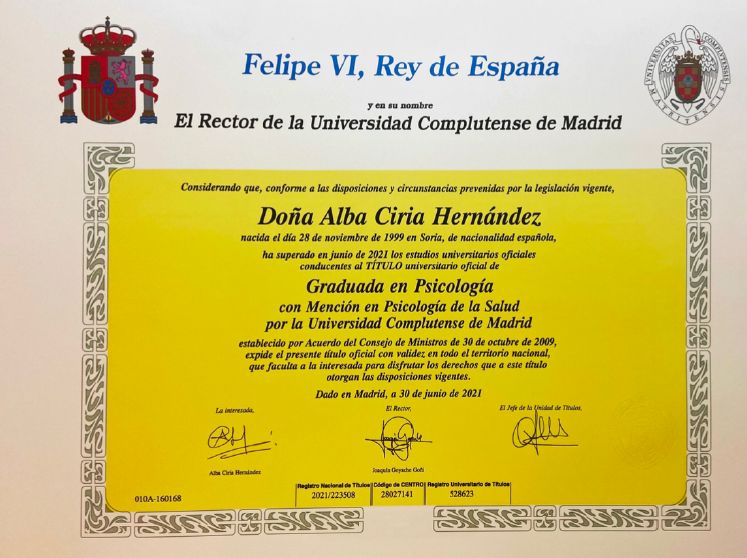 Felipe VI, Rey de España
y en su nombre
El Rector de la Universidad Complutense de Madrid
UNIVERSITAS COMPLUTENSIS
MATRITENSIS
Considerando que, conforme a las disposiciones y circunstancias prevenidas por la legislación vigente,
Doña Alba Ciria Hernández
nacida el día 28 de noviembre de 1999 en Soria, de nacionalidad española,
ha superado en junio de 2021 los estudios universitarios oficiales
conducentes al TÍTULO universitario oficial de
Graduada en Psicología
con Mención en Psicología de la Salud
por la Universidad Complutense de Madrid
establecido por Acuerdo del Consejo de Ministros de 30 de octubre de 2009,
expide el presente título oficial con validez en todo el territorio nacional,
que faculta a la interesada para disfrutar los derechos que a este título
otorgan las disposiciones vigentes.
Dado en Madrid, a 30 de junio de 2021
La interesada,
El Rector,
El Jefe de la Unidad de Títulos,
Alba Ciria Hernández
Joaquín Goyache Goñi
Registro Nacional de Títulos Código de CENTRO Registro Universitario de Títulos
010A-160168 2021/223508 28027141 528623